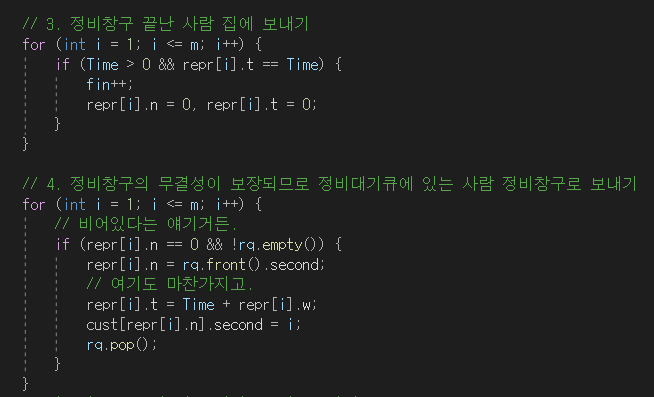 // 3. 정비창구 끝난 사람 집에 보내기
for (int i = 1; i <= m; i++) {
if (Time > 0 && repr[i].t == Time) {
fin++;
repr[i].n = 0, repr[i].t = 0;
}
}
// 4. 정비창구의 무결성이 보장되므로 정비대기큐에 있는 사람 정비창구로 보내기
for (int i = 1; i <= m; i++) {
// 비어있다는 얘기거든.
if (repr[i].n == 0 && !rq.empty()) {
repr[i].n = rq.front().second;
// 여기도 마찬가지고.
repr[i].t = Time + repr[i].w;
cust[repr[i].n].second = i;
rq.pop();
}
}